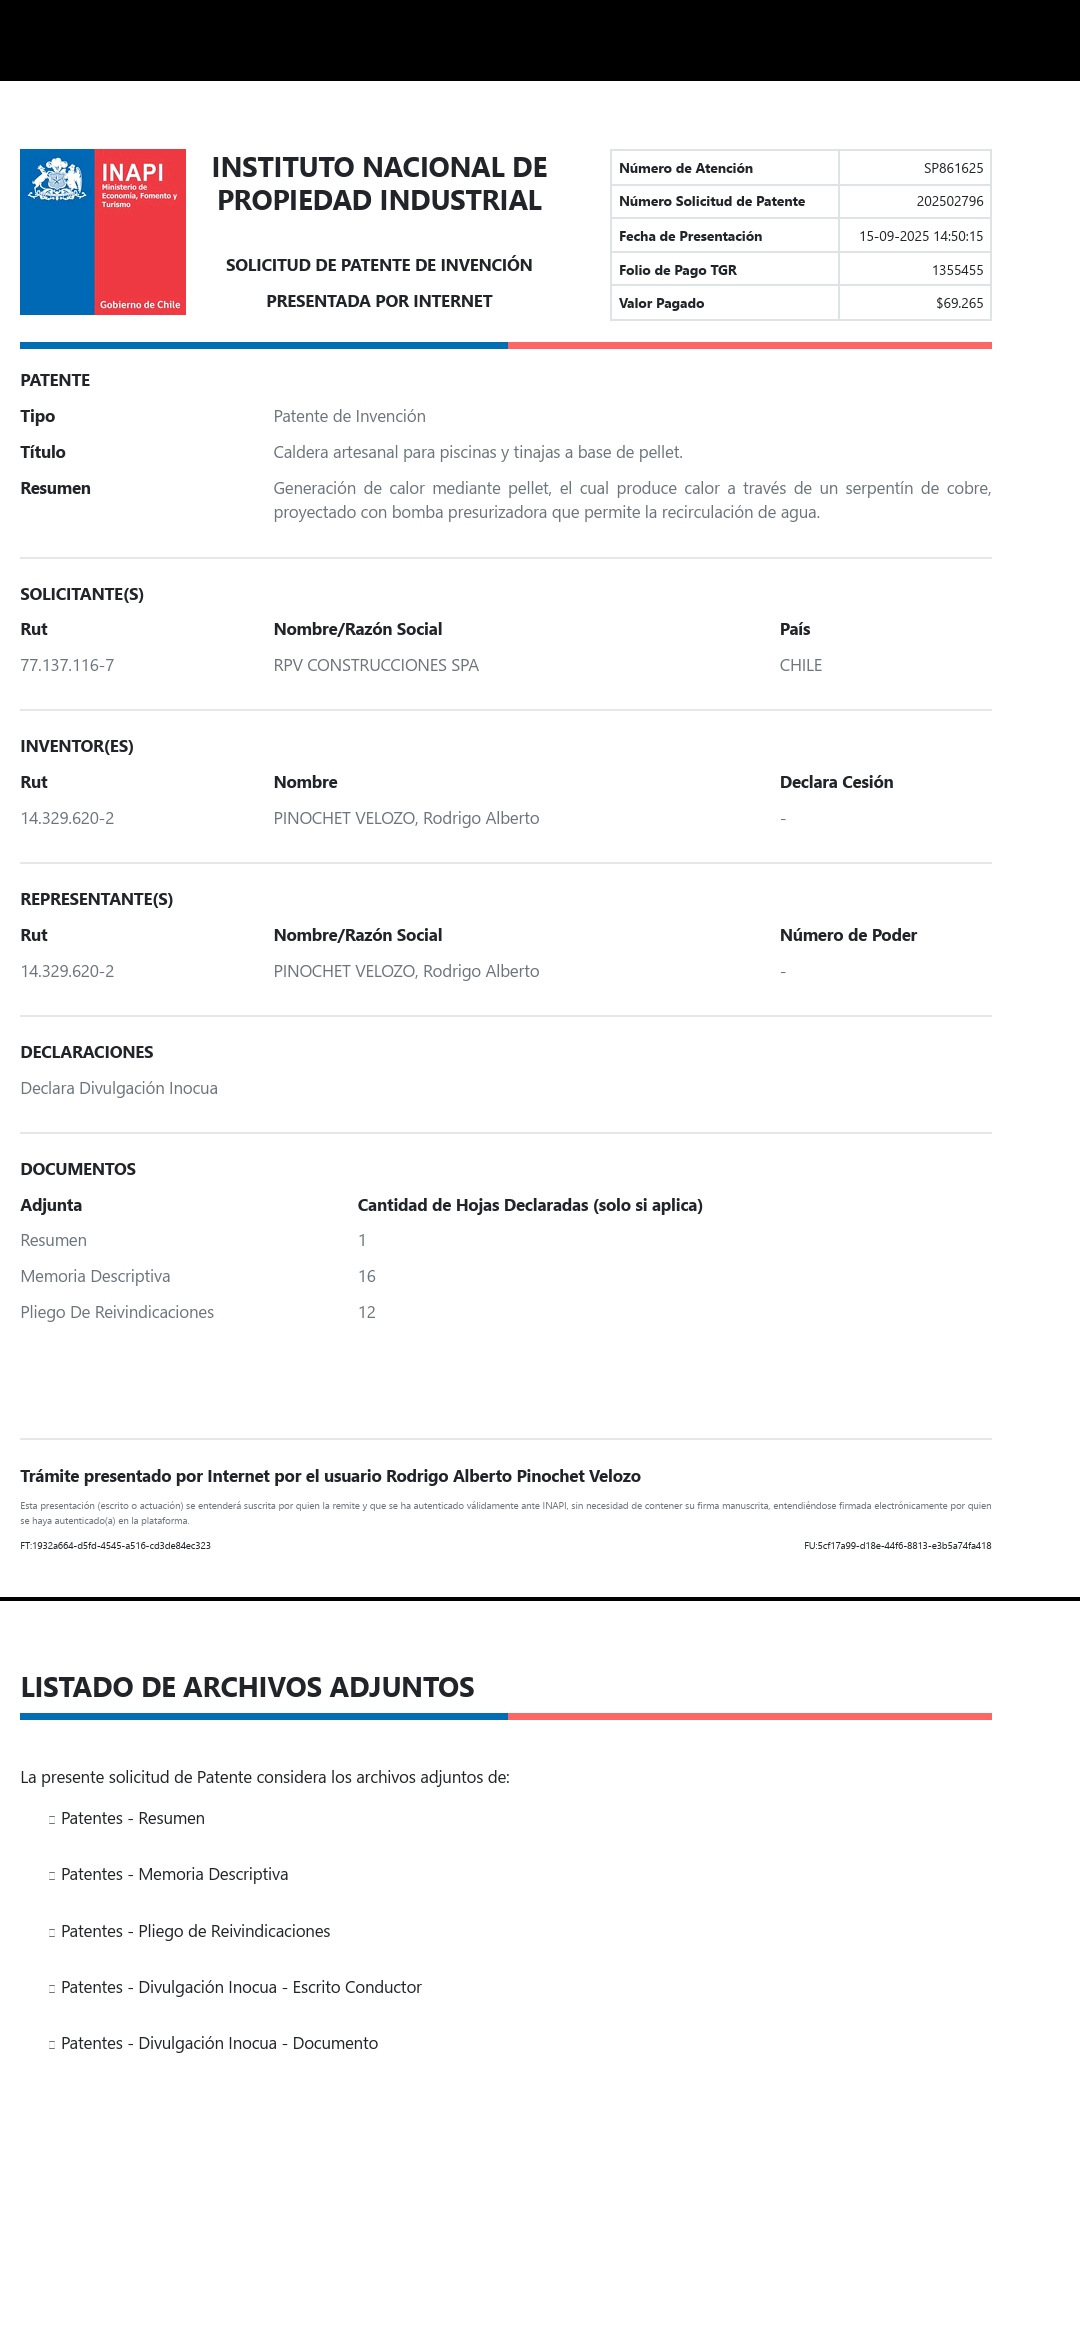 INAPI
Ministerio de
Economía, Fomento y
Turismo
Gobierno de Chile
INSTITUTO NACIONAL DE
PROPIEDAD INDUSTRIAL
SOLICITUD DE PATENTE DE INVENCIÓN
PRESENTADA POR INTERNET
Número de Atención SP861625
Número Solicitud de Patente 202502796
Fecha de Presentación 15-09-2025 14:50:15
Folio de Pago TGR 1355455
Valor Pagado $69.265
PATENTE
Tipo Patente de Invención
Título Caldera artesanal para piscinas y tinajas a base de pellet.
Resumen Generación de calor mediante pellet, el cual produce calor a través de un serpentín de cobre,
proyectado con bomba presurizadora que permite la recirculación de agua.
SOLICITANTE(S)
Rut Nombre/Razón Social País
77.137.116-7 RPV CONSTRUCCIONES SPA CHILE
INVENTOR(ES)
Rut Nombre Declara Cesión
14.329.620-2 PINOCHET VELOZO, Rodrigo Alberto -
REPRESENTANTE(S)
Rut Nombre/Razón Social Número de Poder
14.329.620-2 PINOCHET VELOZO, Rodrigo Alberto -
DECLARACIONES
Declara Divulgación Inocua
DOCUMENTOS
Adjunta Cantidad de Hojas Declaradas (solo si aplica)
Resumen 1
Memoria Descriptiva 16
Pliego De Reivindicaciones 12
Trámite presentado por Internet por el usuario Rodrigo Alberto Pinochet Velozo
Esta presentación (escrito o actuación) se entenderá suscrita por quien la remite y que se ha autenticado válidamente ante INAPI, sin necesidad de contener su firma manuscrita, entendiéndose firmada electrónicamente por quien
se haya autenticado(a) en la plataforma.
FT:1932a664-d5fd-4545-a516-cd3de84ec323 FU:5cf17a99-d18e-44f6-8813-e3b5a74fa418
LISTADO DE ARCHIVOS ADJUNTOS
La presente solicitud de Patente considera los archivos adjuntos de:
Patentes - Resumen
Patentes - Memoria Descriptiva
Patentes - Pliego de Reivindicaciones
Patentes - Divulgación Inocua - Escrito Conductor
Patentes - Divulgación Inocua - Documento